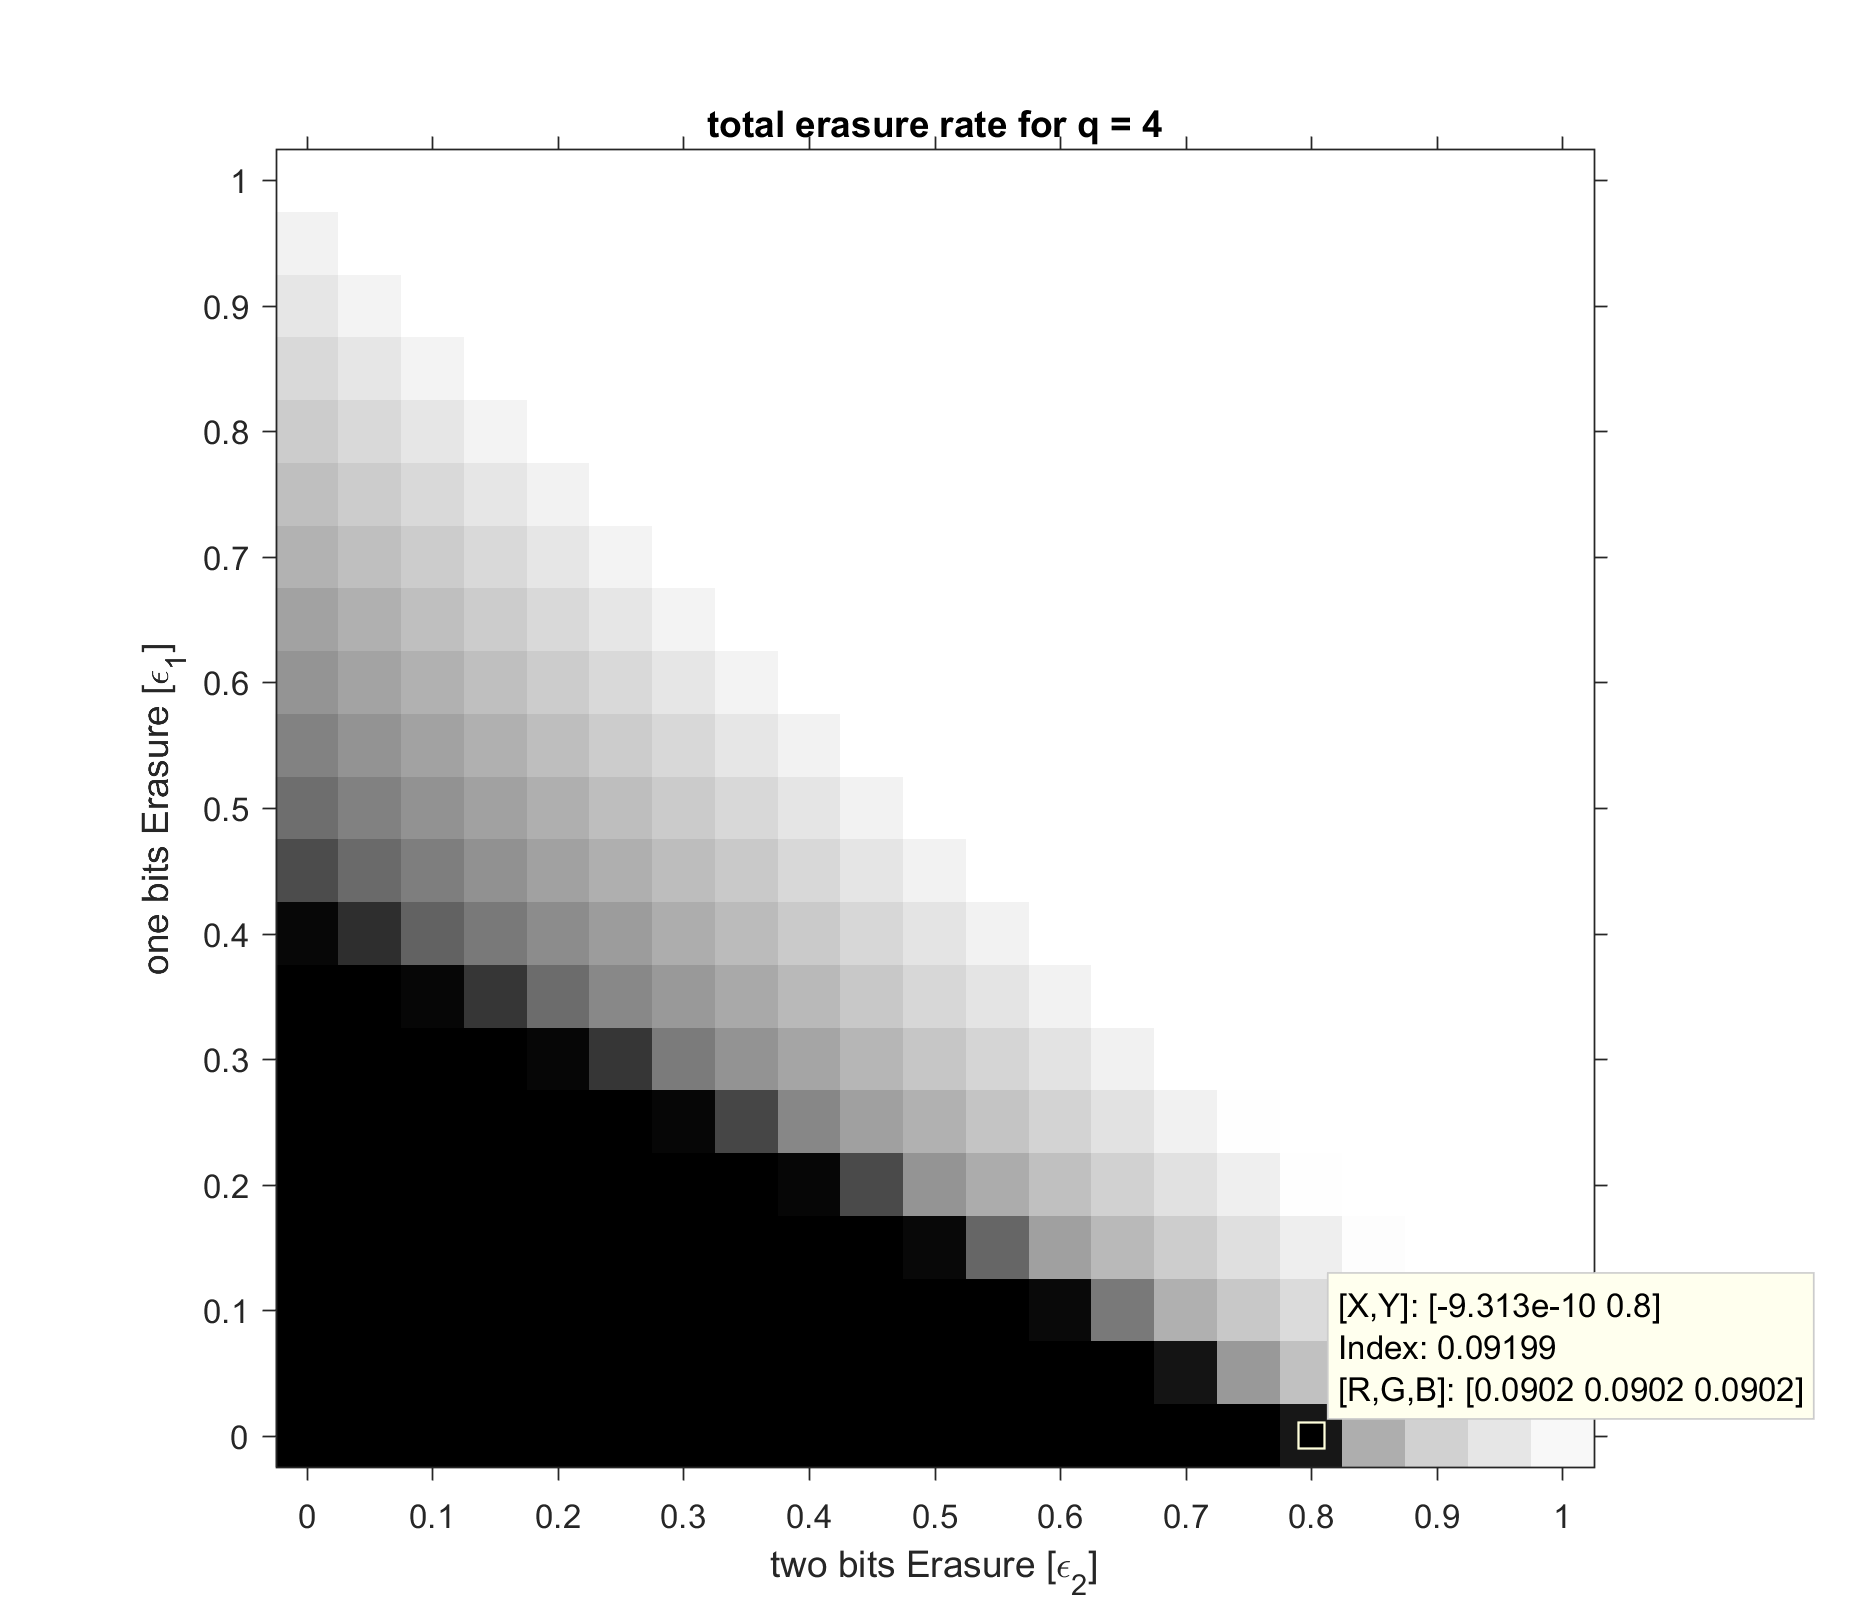 total erasure rate for q = 4
1
0.9
0.8
0.7
0.6
0.5
0.4
0.3
0.2
0.1
0
one bits Erasure [ϵ1]
[X,Y]: [-9.313e-10 0.8]
Index: 0.09199
[R,G,B]: [0.0902 0.0902 0.0902]
0 0.1 0.2 0.3 0.4 0.5 0.6 0.7 0.8 0.9 1
two bits Erasure [ϵ2]